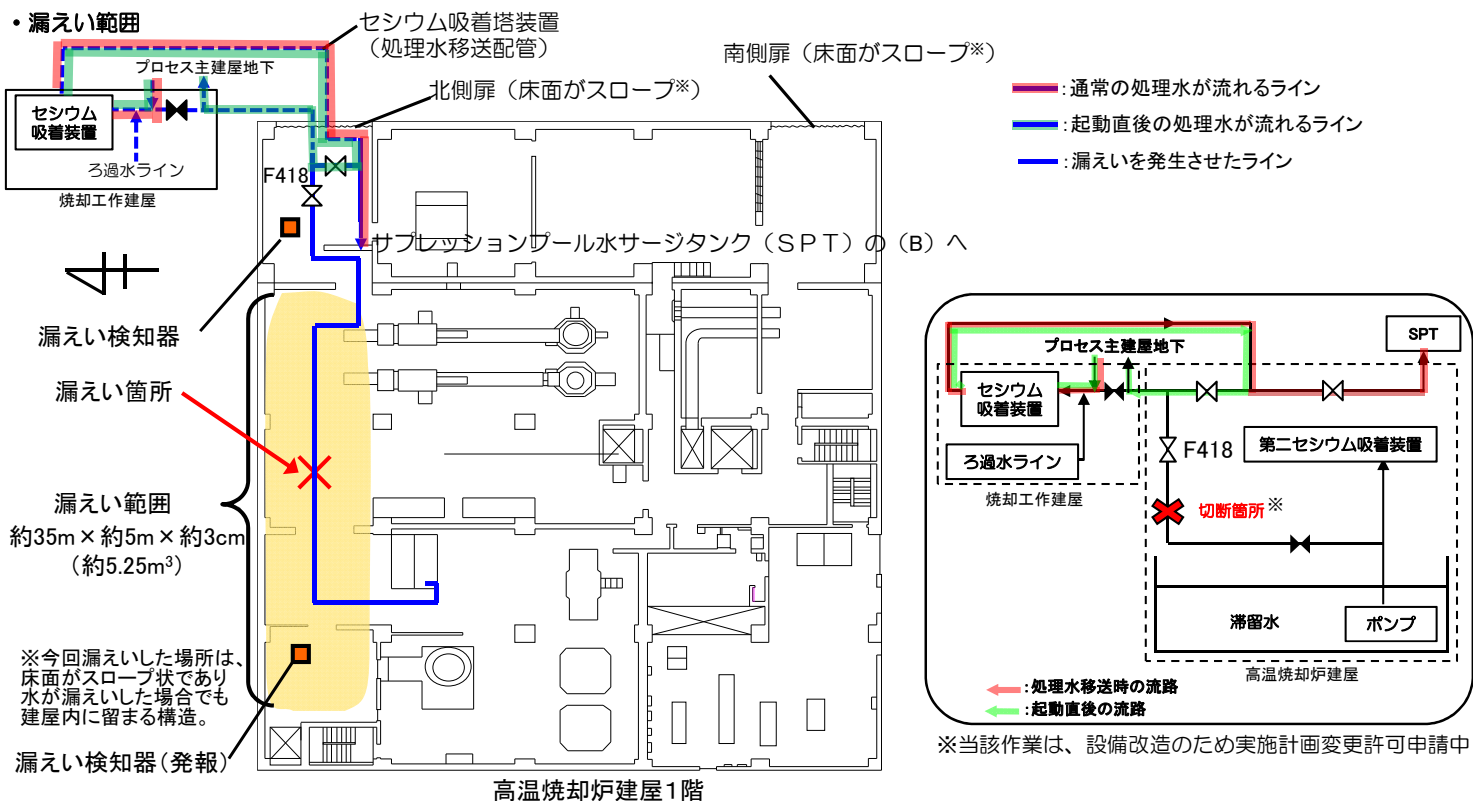 ・漏えい範囲
セシウム吸着塔装置
（処理水移送配管）
南側扉（床面がスロープ※）
プロセス主建屋地下
北側扉（床面がスロープ※）
セシウム
吸着装置
ろ過水ライン
焼却工作建屋
F418
：通常の処理水が流れるライン
：起動直後の処理水が流れるライン
：漏えいを発生させたライン
サプレッションプール水サージタンク（SPT）の（B）へ
漏えい検知器
漏えい箇所
漏えい範囲
約35m×約5m×約3cm
（約5.25m³）
※今回漏えいした場所は、
床面がスロープ状であり
水が漏えいした場合でも
建屋内に留まる構造。
漏えい検知器（発報）
高温焼却炉建屋1階
プロセス主建屋地下
SPT
セシウム
吸着装置
ろ過水ライン
焼却工作建屋
F418
第二セシウム吸着装置
切断箇所※
滞留水
ポンプ
高温焼却炉建屋
：処理水移送時の流路
：起動直後の流路
※当該作業は、設備改造のため実施計画変更許可申請中